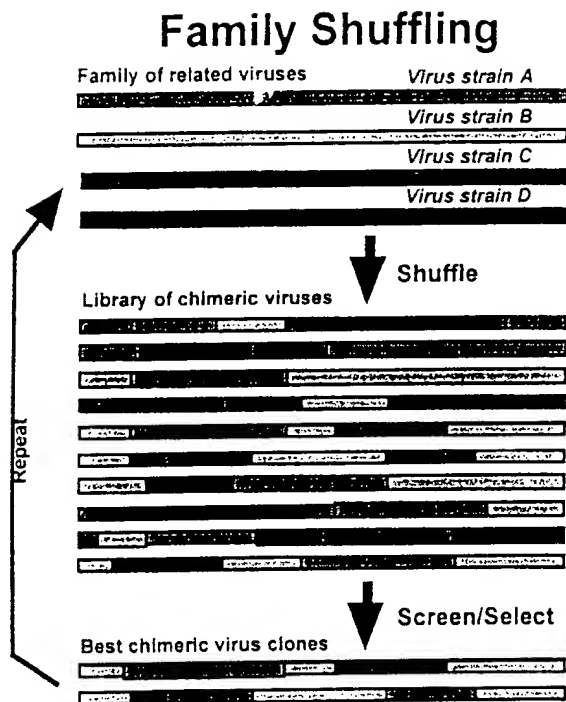 Family Shuffling
Family of related viruses
Virus strain A
Virus strain B
Virus strain C
Virus strain D
Shuffle
Library of chimeric viruses
Repeat
Screen/Select
Best chimeric virus clones